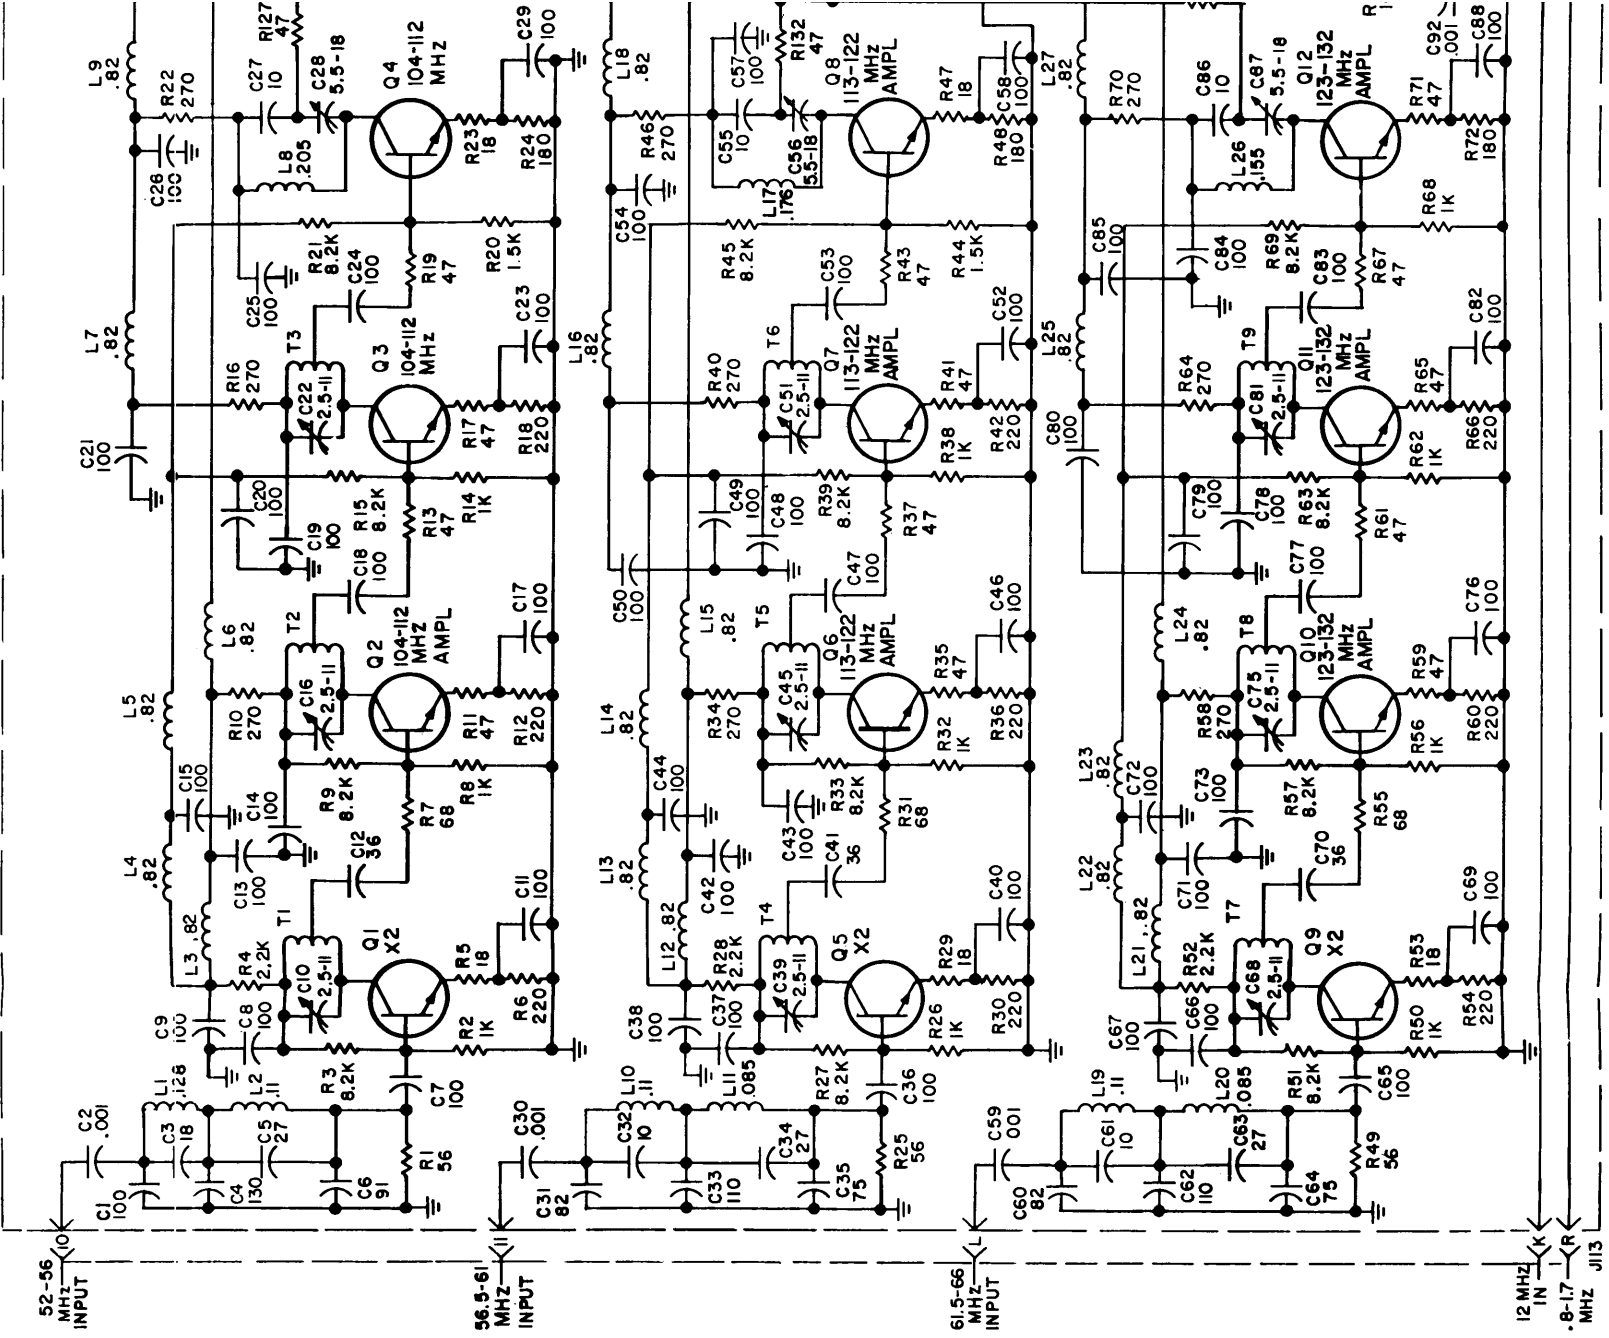 R127
47
L9
.82
R22
270
C27
10
C28
5.5-18
Q4
104-112
MHZ
C29
100
C26
100
L8
.205
R23
18
R24
180
R21
8.2K
C24
100
R19
47
R20
1.5K
C25
100
C23
100
L7
.82
R16
270
T3
C22
2.5-11
Q3
104-112
MHz
C21
100
R17
47
R18
220
C20
100
C19
100
R15
8.2K
R14
1K
R13
47
C18
100
C17
100
L6
.82
T2
Q2
104-112
MHZ
AMPL
L5
.82
R10
270
C16
2.5-11
R11
47
R12
220
C15
100
C14
100
R9
8.2K
R8
1K
R7
68
L4
.82
C13
100
C12
36
C11
100
L3 .82
T1
Q1
X2
R4
2.2K
C10
2.5-11
R5
18
R6
220
C9
100
C8
100
R2
1K
R3
8.2K
C7
100
L1
.128
L2
.11
C2
.001
C3
18
C5
27
R1
56
C1
100
C4
130
C6
91
10
52-56
MHz
INPUT
L18
.82
C57
100
R132
47
Q8
113-122
MHz
AMPL
R46
270
C55
10
C56
5.5-18
R47
18
C58
100
R48
180
L17
.176
C54
100
R45
8.2K
C53
100
R43
47
R44
1.5K
C52
100
L16
.82
T6
Q7
113-122
MHz
AMPL
R40
270
C51
2.5-11
R41
47
R42
220
C49
100
C48
100
R39
8.2K
R38
1K
R37
47
C50
100
C47
100
C46
100
L15
.82
T5
Q6
113-122
MHz
AMPL
L14
.82
R34
270
C45
2.5-11
R35
47
R36
220
C44
100
R33
8.2K
R32
1K
R31
68
L13
.82
C42
100
C43
100
C41
36
C40
100
L12 .82
T4
Q5
X2
R28
2.2K
C39
2.5-11
R29
18
R30
220
C38
100
C37
100
R26
1K
R27
8.2K
C36
100
L10
.11
L11
.085
C30
.001
C32
10
C34
27
R25
56
C31
82
C33
110
C35
75
11
56.5-61
MHz
INPUT
L27
.82
R70
270
C86
10
C87
5.5-18
Q12
123-132
MHz
AMPL
R
C92
.001
C88
100
R71
47
R72
180
L26
.155
C85
100
C84
100
R69
8.2K
C83
100
R67
47
R68
1K
C82
100
L25
.82
T9
Q11
123-132
MHz
AMPL
R64
270
C81
2.5-11
R65
47
R66
220
C80
100
C79
100
C78
100
R63
8.2K
R62
1K
R61
47
C77
100
C76
100
L24
.82
T8
Q10
123-132
MHz
AMPL
R58
270
C75
2.5-11
R59
47
R60
220
L23
.82
C72
100
C73
100
R57
8.2K
R56
1K
R55
68
L22
.82
C71
100
C70
36
C69
100
L21 .82
T7
Q9
X2
R52
2.2K
C68
2.5-11
R53
18
R54
220
C67
100
C66
100
R50
1K
R51
8.2K
C65
100
L19
.11
L20
.085
C59
001
C61
10
C63
27
R49
56
C60
82
C62
110
C64
75
L
61.5-66
MHz
INPUT
K
12 MHz
IN
R
.8-1.7
MHz
J113